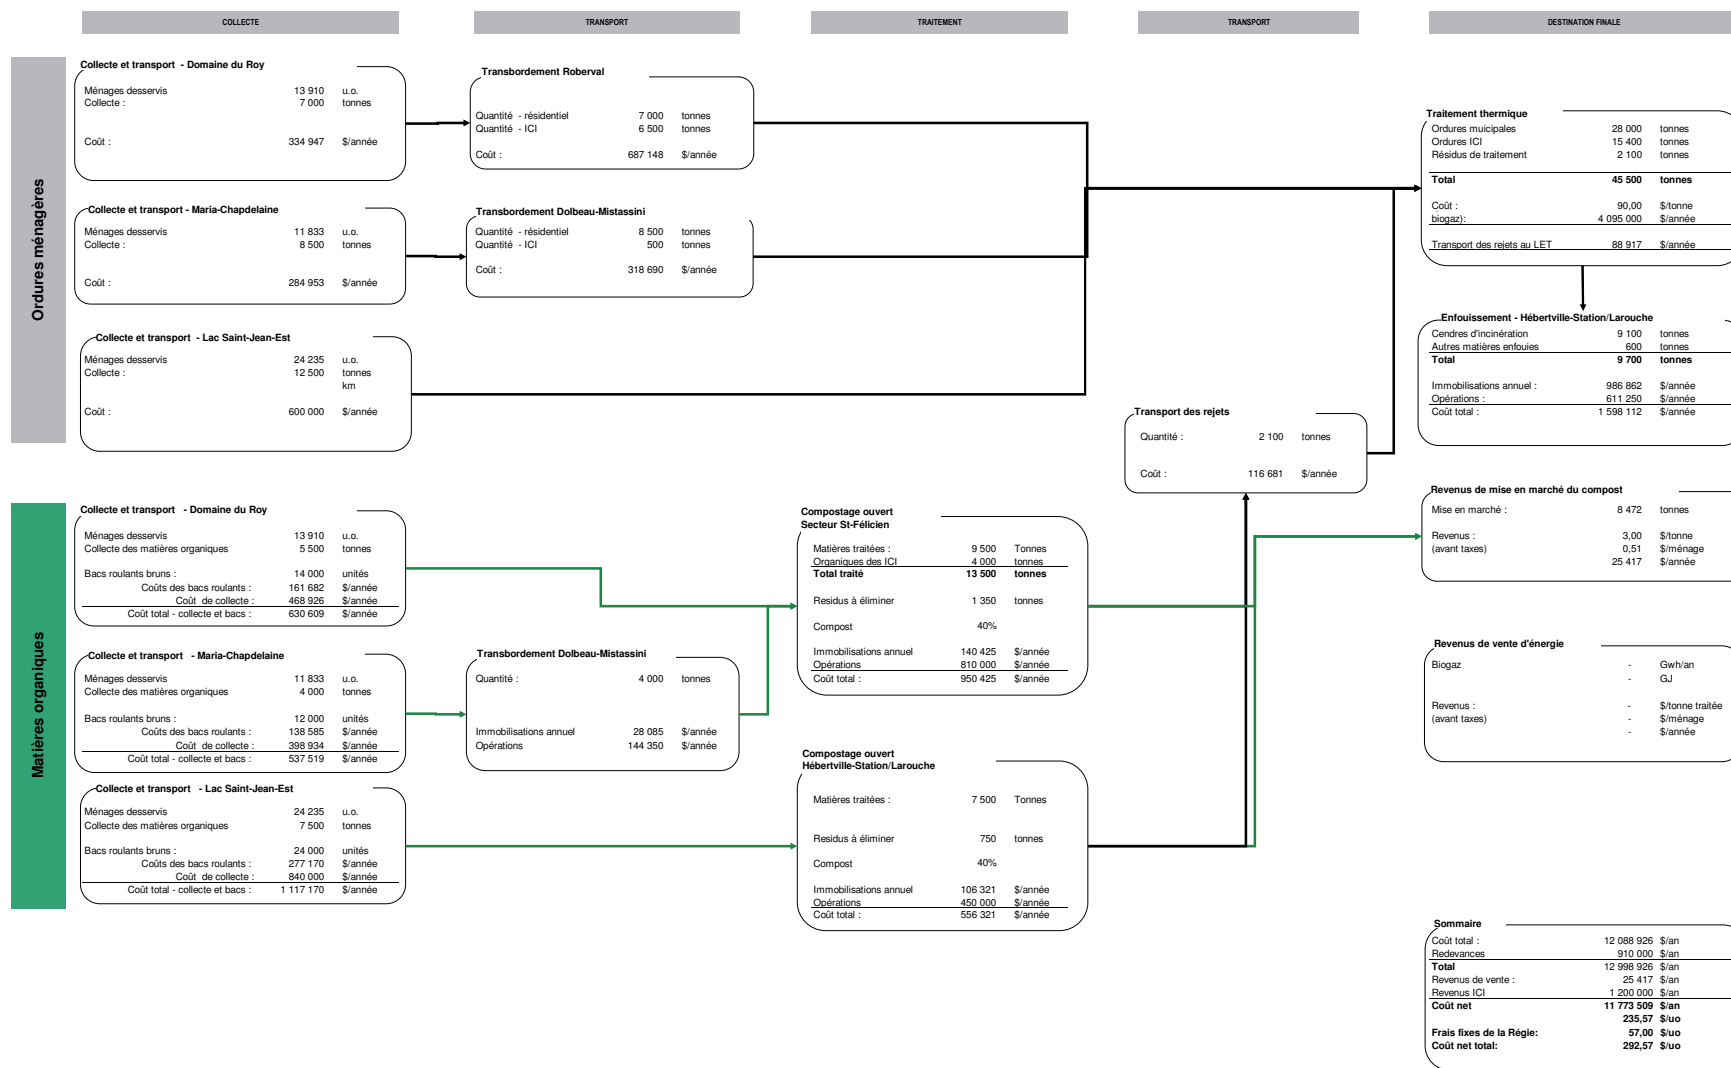 COLLECTE
TRANSPORT
TRAITEMENT
TRANSPORT
DESTINATION FINALE
Ordures ménagères
Collecte et transport - Domaine du Roy
Ménages desservis 13 910 u.o.
Collecte : 7 000 tonnes
Coût : 334 947 $/année
Transbordement Roberval
Quantité - résidentiel 7 000 tonnes
Quantité - ICI 6 500 tonnes
Coût : 687 148 $/année
Collecte et transport - Maria-Chapdelaine
Ménages desservis 11 833 u.o.
Collecte : 8 500 tonnes
Coût : 284 953 $/année
Transbordement Dolbeau-Mistassini
Quantité - résidentiel 8 500 tonnes
Quantité - ICI 500 tonnes
Coût : 318 690 $/année
Collecte et transport - Lac Saint-Jean-Est
Ménages desservis 24 235 u.o.
Collecte : 12 500 tonnes
km
Coût : 600 000 $/année
Transport des rejets
Quantité : 2 100 tonnes
Coût : 116 681 $/année
Traitement thermique
Ordures muicipales 28 000 tonnes
Ordures ICI 15 400 tonnes
Résidus de traitement 2 100 tonnes
Total 45 500 tonnes
Coût : 90,00 $/tonne
biogaz): 4 095 000 $/année
Transport des rejets au LET 88 917 $/année
Enfouissement - Hébertville-Station/Larouche
Cendres d'incinération 9 100 tonnes
Autres matières enfouies 600 tonnes
Total 9 700 tonnes
Immobilisations annuel : 986 862 $/année
Opérations : 611 250 $/année
Coût total : 1 598 112 $/année
Matières organiques
Collecte et transport - Domaine du Roy
Ménages desservis 13 910 u.o.
Collecte des matières organiques 5 500 tonnes
Bacs roulants bruns : 14 000 unités
Coûts des bacs roulants : 161 682 $/année
Coût de collecte : 468 926 $/année
Coût total - collecte et bacs : 630 609 $/année
Collecte et transport - Maria-Chapdelaine
Ménages desservis 11 833 u.o.
Collecte des matières organiques 4 000 tonnes
Bacs roulants bruns : 12 000 unités
Coûts des bacs roulants : 138 585 $/année
Coût de collecte : 398 934 $/année
Coût total - collecte et bacs : 537 519 $/année
Transbordement Dolbeau-Mistassini
Quantité : 4 000 tonnes
Immobilisations annuel 28 085 $/année
Opérations 144 350 $/année
Collecte et transport - Lac Saint-Jean-Est
Ménages desservis 24 235 u.o.
Collecte des matières organiques 7 500 tonnes
Bacs roulants bruns : 24 000 unités
Coûts des bacs roulants : 277 170 $/année
Coût de collecte : 840 000 $/année
Coût total - collecte et bacs : 1 117 170 $/année
Compostage ouvert
Secteur St-Félicien
Matières traitées : 9 500 Tonnes
Organiques des ICI 4 000 tonnes
Total traité 13 500 tonnes
Residus à éliminer 1 350 tonnes
Compost 40%
Immobilisations annuel 140 425 $/année
Opérations 810 000 $/année
Coût total : 950 425 $/année
Compostage ouvert
Hébertville-Station/Larouche
Matières traitées : 7 500 Tonnes
Residus à éliminer 750 tonnes
Compost 40%
Immobilisations annuel 106 321 $/année
Opérations 450 000 $/année
Coût total : 556 321 $/année
Revenus de mise en marché du compost
Mise en marché : 8 472 tonnes
Revenus : 3,00 $/tonne
(avant taxes) 0,51 $/ménage
25 417 $/année
Revenus de vente d'énergie
Biogaz - Gwh/an
- GJ
Revenus : - $/tonne traitée
(avant taxes) - $/ménage
- $/année
Sommaire
Coût total : 12 088 926 $/an
Redevances 910 000 $/an
Total 12 998 926 $/an
Revenus de vente : 25 417 $/an
Revenus ICI 1 200 000 $/an
Coût net 11 773 509 $/an
235,57 $/uo
Frais fixes de la Régie: 57,00 $/uo
Coût net total: 292,57 $/uo